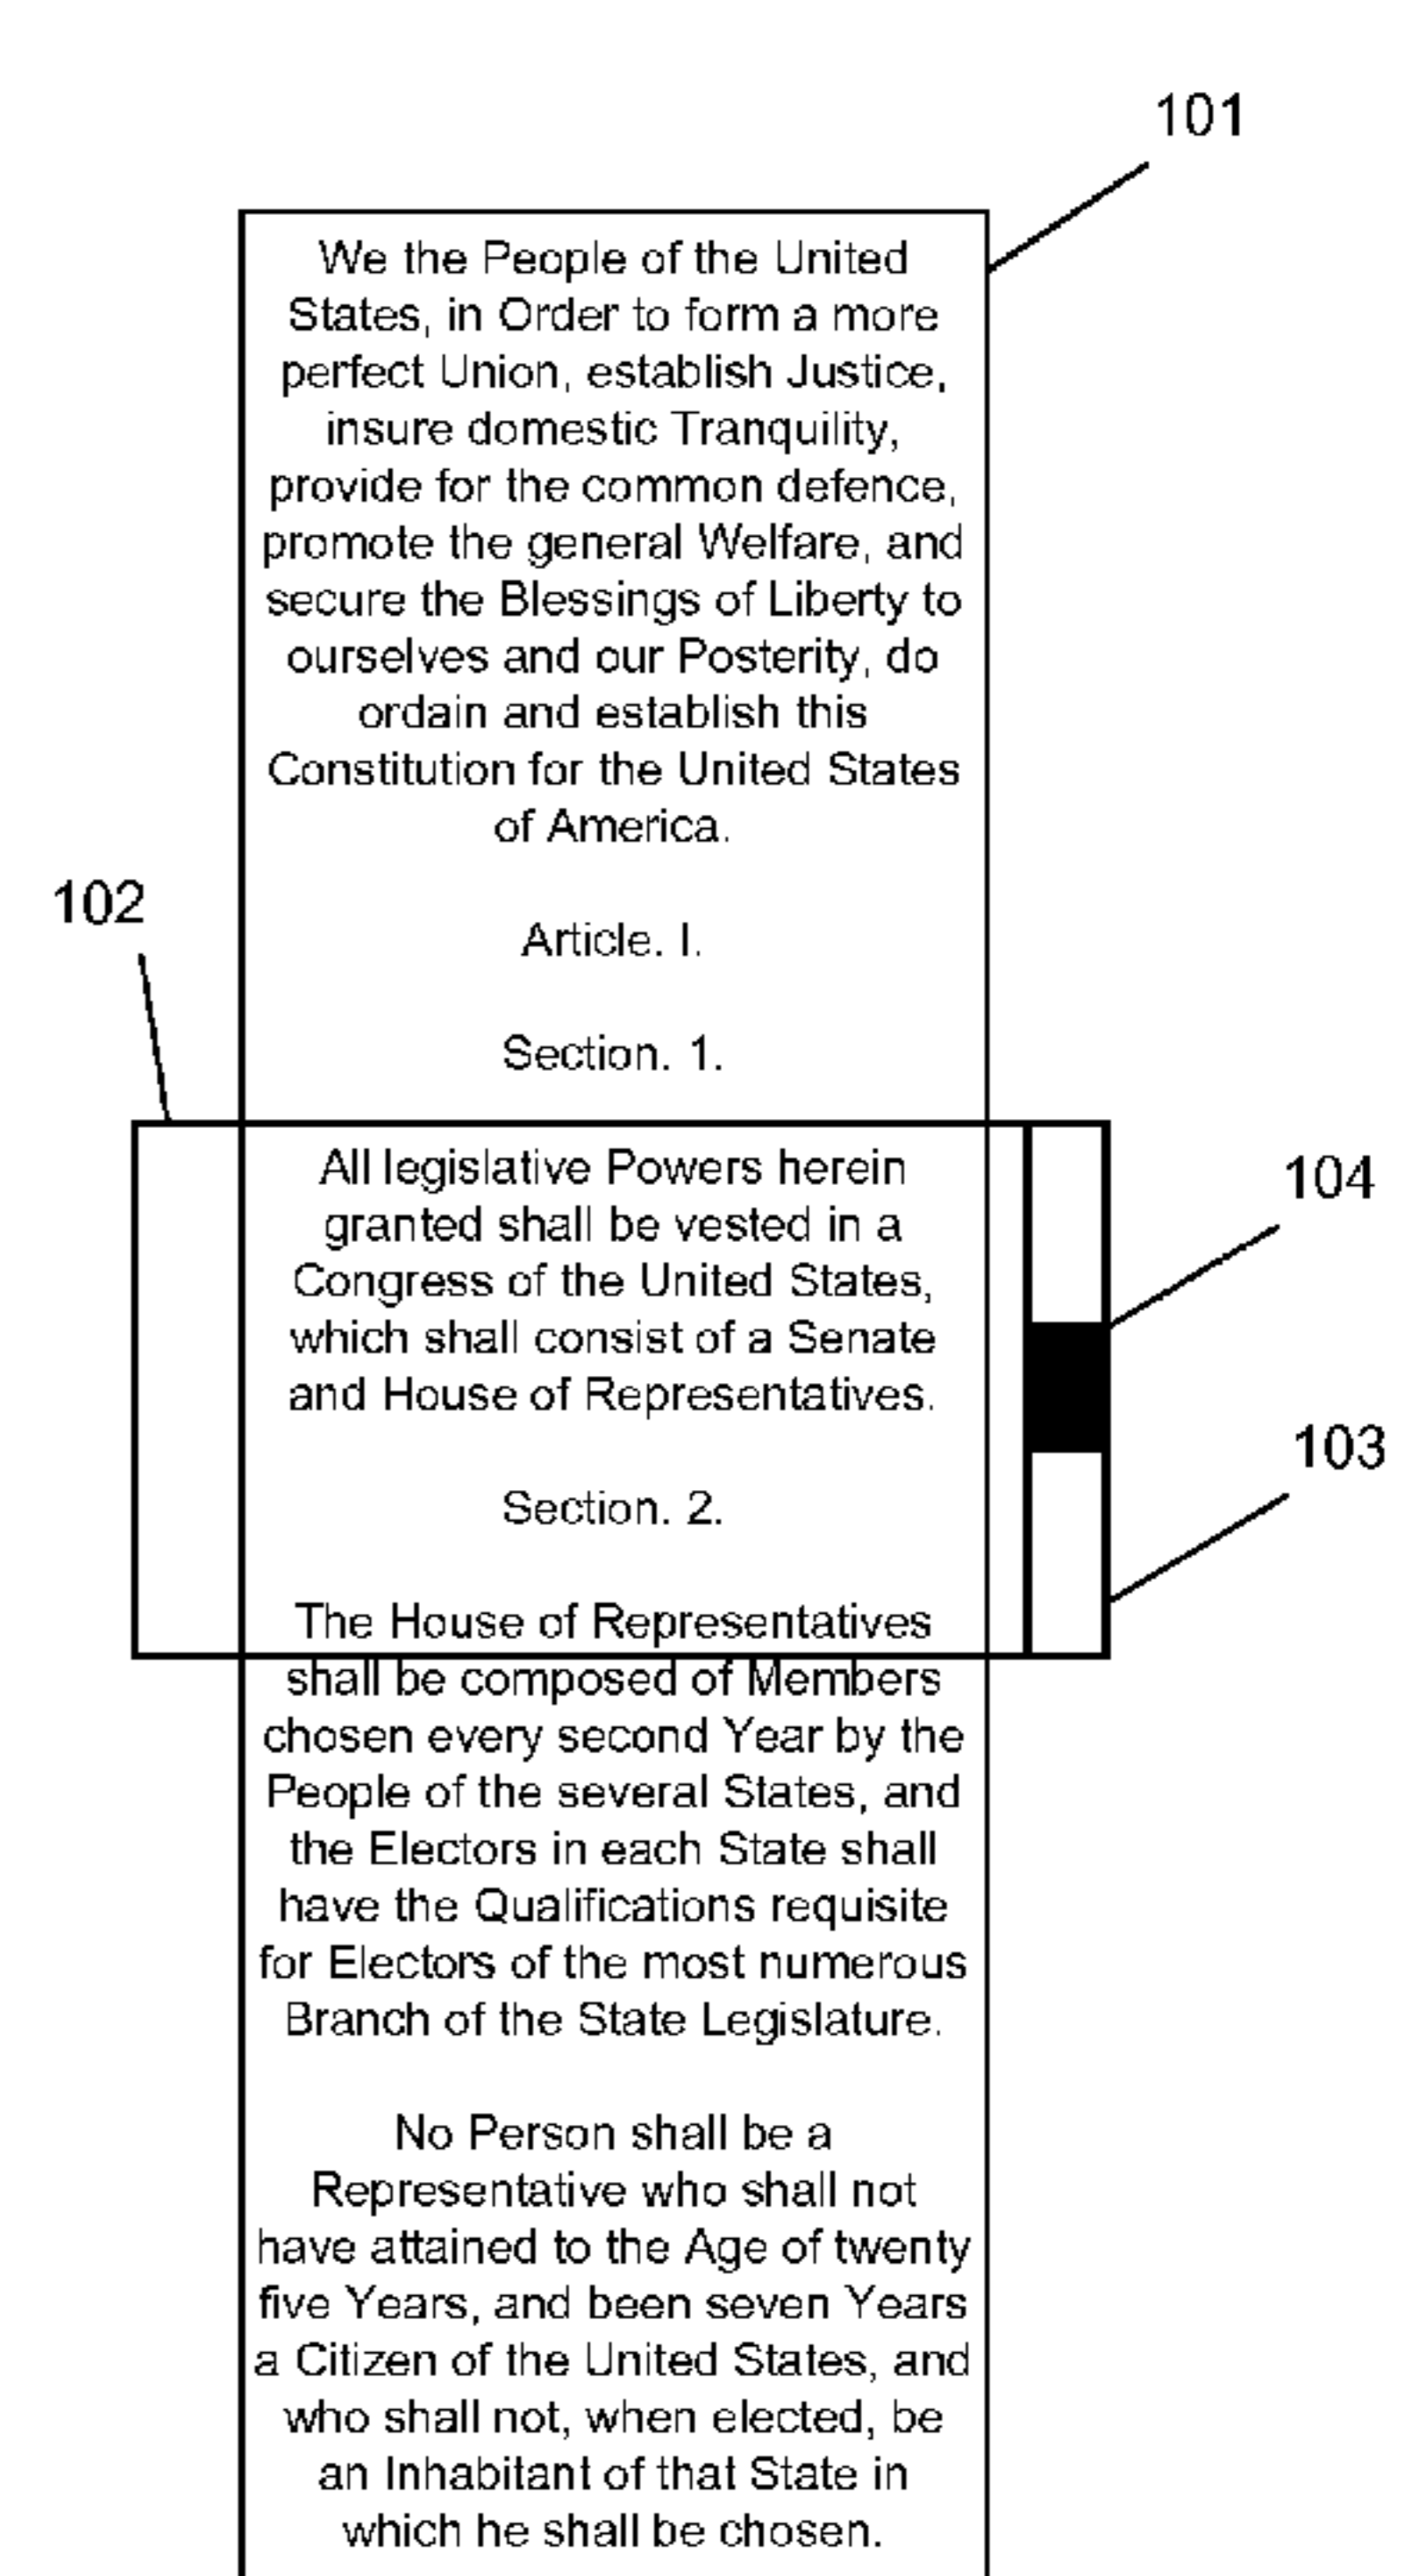 101
We the People of the United
States, in Order to form a more
perfect Union, establish Justice,
insure domestic Tranquility,
provide for the common defence,
promote the general Welfare, and
secure the Blessings of Liberty to
ourselves and our Posterity, do
ordain and establish this
Constitution for the United States
of America.
102
Article. I.
Section. 1.
All legislative Powers herein
104
granted shall be vested in a
Congress of the United States,
which shall consist of a Senate
and House of Representatives.
103
Section. 2.
The House of Representatives
shall be composed of Members
chosen every second Year by the
People of the several States, and
the Electors in each State shall
have the Qualifications requisite
for Electors of the most numerous
Branch of the State Legislature.
No Person shall be a
Representative who shall not
have attained to the Age of twenty
five Years, and been seven Years
a Citizen of the United States, and
who shall not, when elected, be
an Inhabitant of that State in
which he shall be chosen.